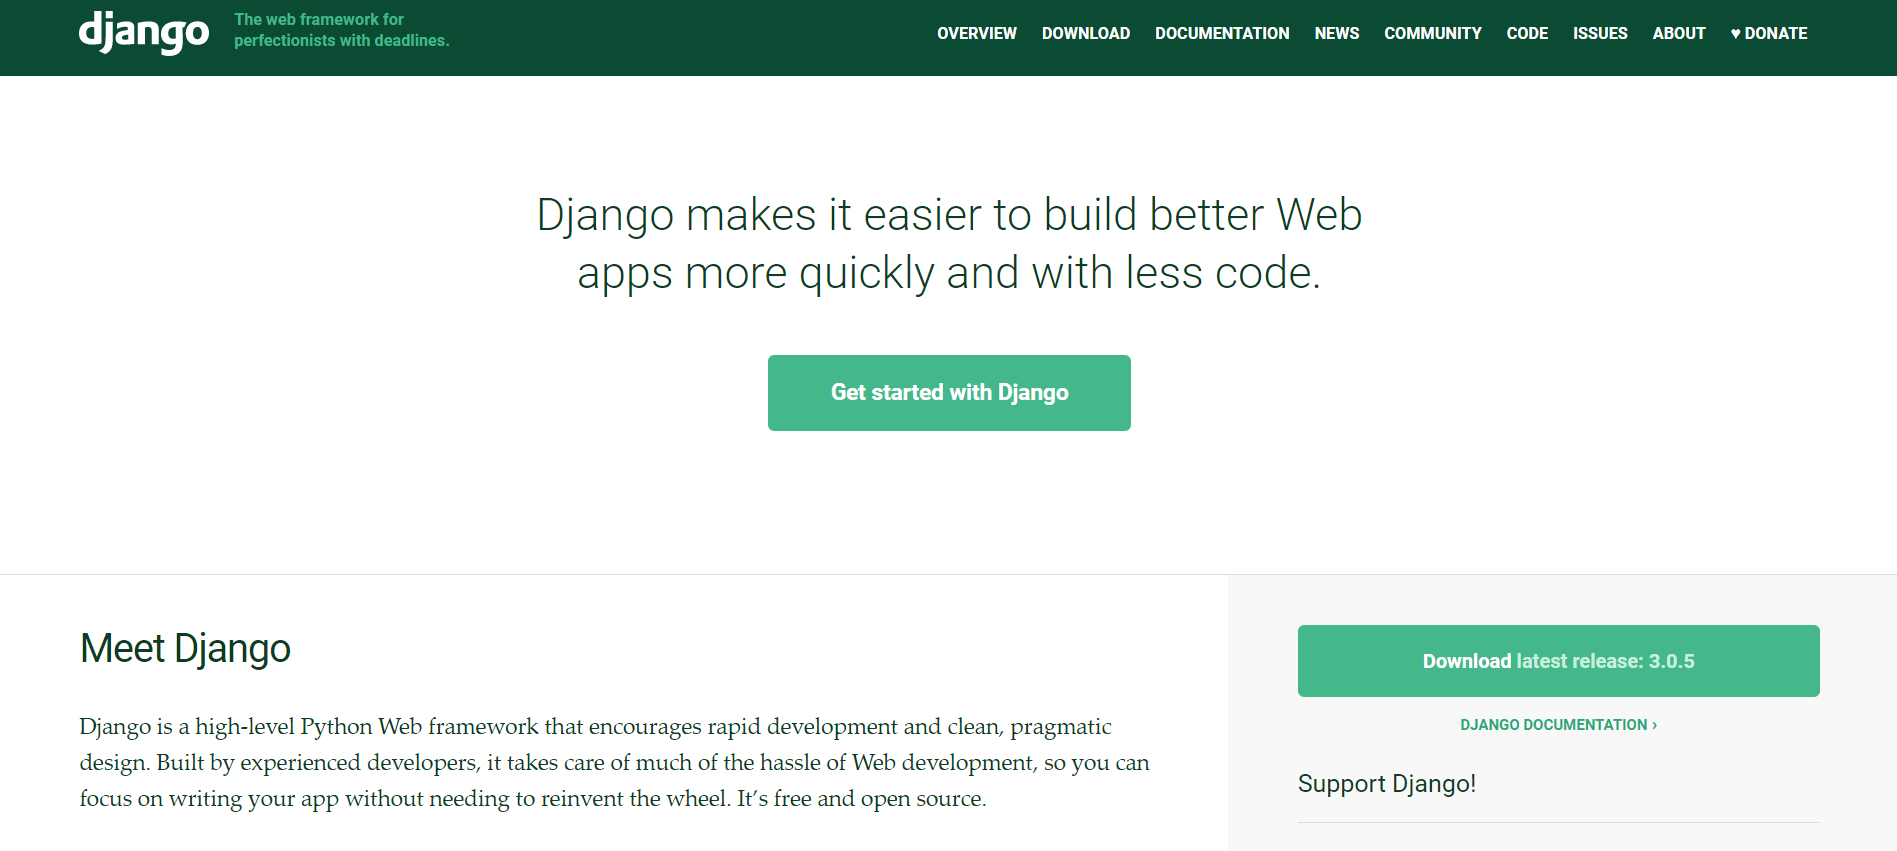 django
The web framework for
perfectionists with deadlines.
OVERVIEW DOWNLOAD DOCUMENTATION NEWS COMMUNITY CODE ISSUES ABOUT ♥ DONATE
Django makes it easier to build better Web
apps more quickly and with less code.
Get started with Django
Meet Django
Django is a high-level Python Web framework that encourages rapid development and clean, pragmatic
design. Built by experienced developers, it takes care of much of the hassle of Web development, so you can
focus on writing your app without needing to reinvent the wheel. It’s free and open source.
Download latest release: 3.0.5
DJANGO DOCUMENTATION ›
Support Django!